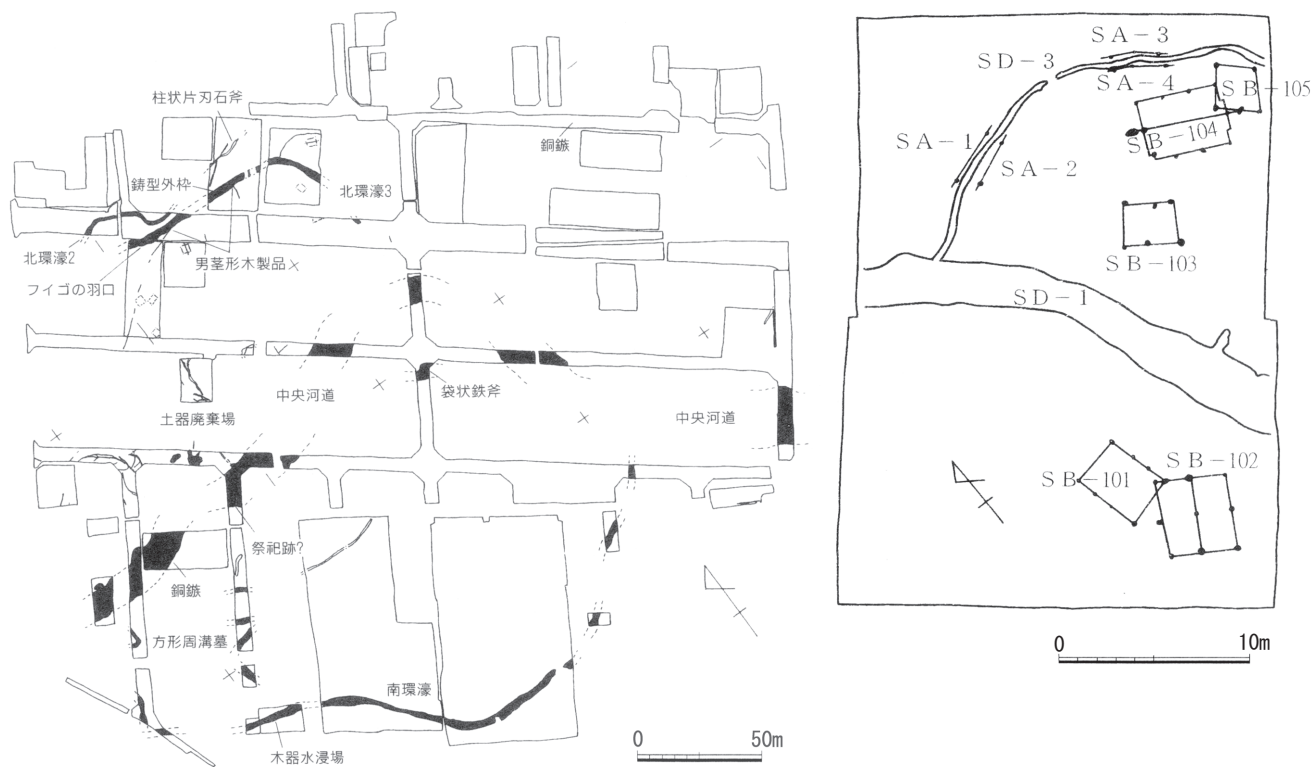 柱状片刃石斧
銅鏃
鋳型外枠
北環濠3
北環濠2
男茎形木製品
フイゴの羽口
中央河道
袋状鉄斧
土器廃棄場
中央河道
祭祀跡?
銅鏃
方形周溝墓
南環濠
木器水浸場
0 50m
SA-3
SD-3
SA-4
SB-105
SB-104
SA-1
SA-2
SB-103
SD-1
SB-102
SB-101
0 10m